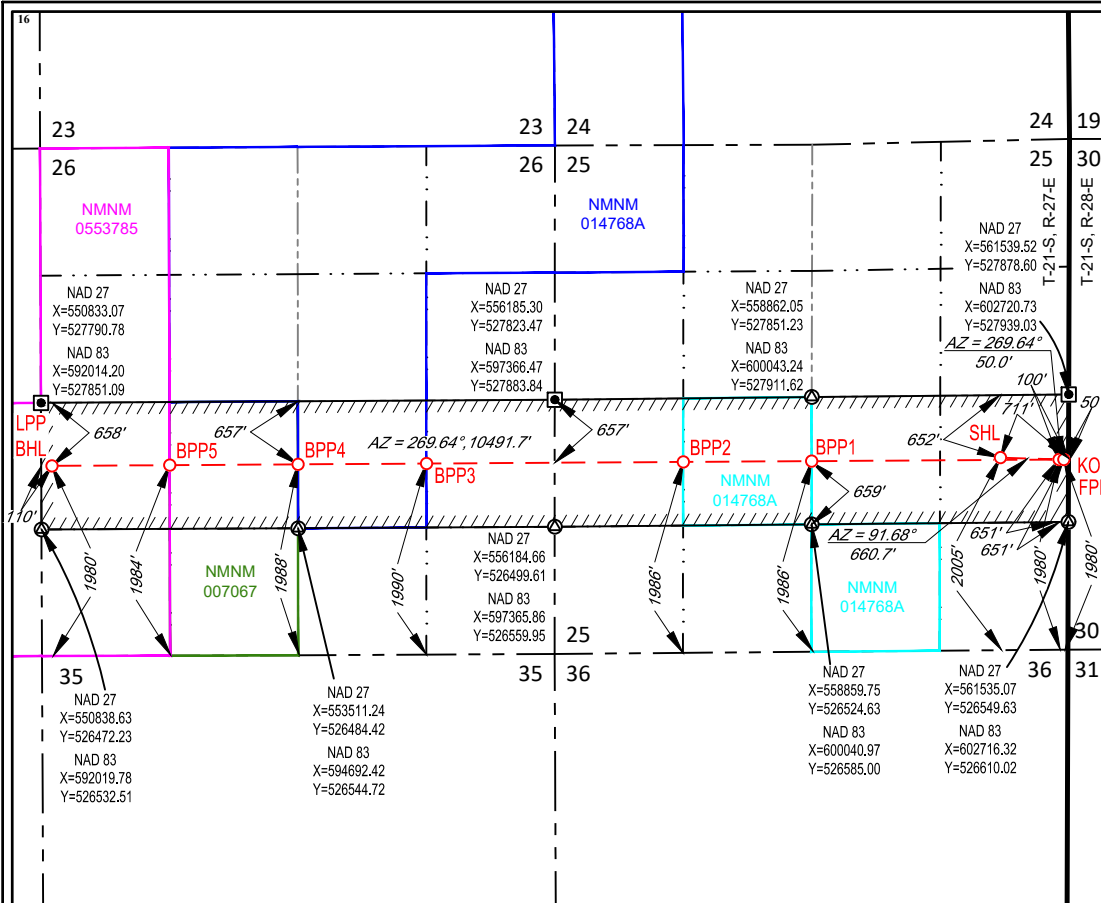 16
23
23
24
24
19
26
26
25
25
30
T-21-S, R-27-E
T-21-S, R-28-E
NMNM
0553785
NMNM
014768A
NAD 27
X=561539.52
Y=527878.60
NAD 83
X=602720.73
Y=527939.03
NAD 27
X=550833.07
Y=527790.78
NAD 83
X=592014.20
Y=527851.09
NAD 27
X=556185.30
Y=527823.47
NAD 83
X=597366.47
Y=527883.84
NAD 27
X=558862.05
Y=527851.23
NAD 83
X=600043.24
Y=527911.62
AZ = 269.64°
50.0'
100'
50'
711'
LPP
BHL
658'
657'
AZ = 269.64°, 10491.7'
657'
652'
SHL
BPP5
BPP4
BPP3
BPP2
BPP1
KO
FP
NMNM
014768A
659'
110'
AZ = 91.68°
660.7'
651'
651'
1980'
1984'
1988'
1990'
1986'
1986'
2005'
1980'
1980'
NMNM
007067
NAD 27
X=556184.66
Y=526499.61
NAD 83
X=597365.86
Y=526559.95
NMNM
014768A
25
30
35
35
36
36
31
NAD 27
X=550838.63
Y=526472.23
NAD 83
X=592019.78
Y=526532.51
NAD 27
X=553511.24
Y=526484.42
NAD 83
X=594692.42
Y=526544.72
NAD 27
X=558859.75
Y=526524.63
NAD 83
X=600040.97
Y=526585.00
NAD 27
X=561535.07
Y=526549.63
NAD 83
X=602716.32
Y=526610.02